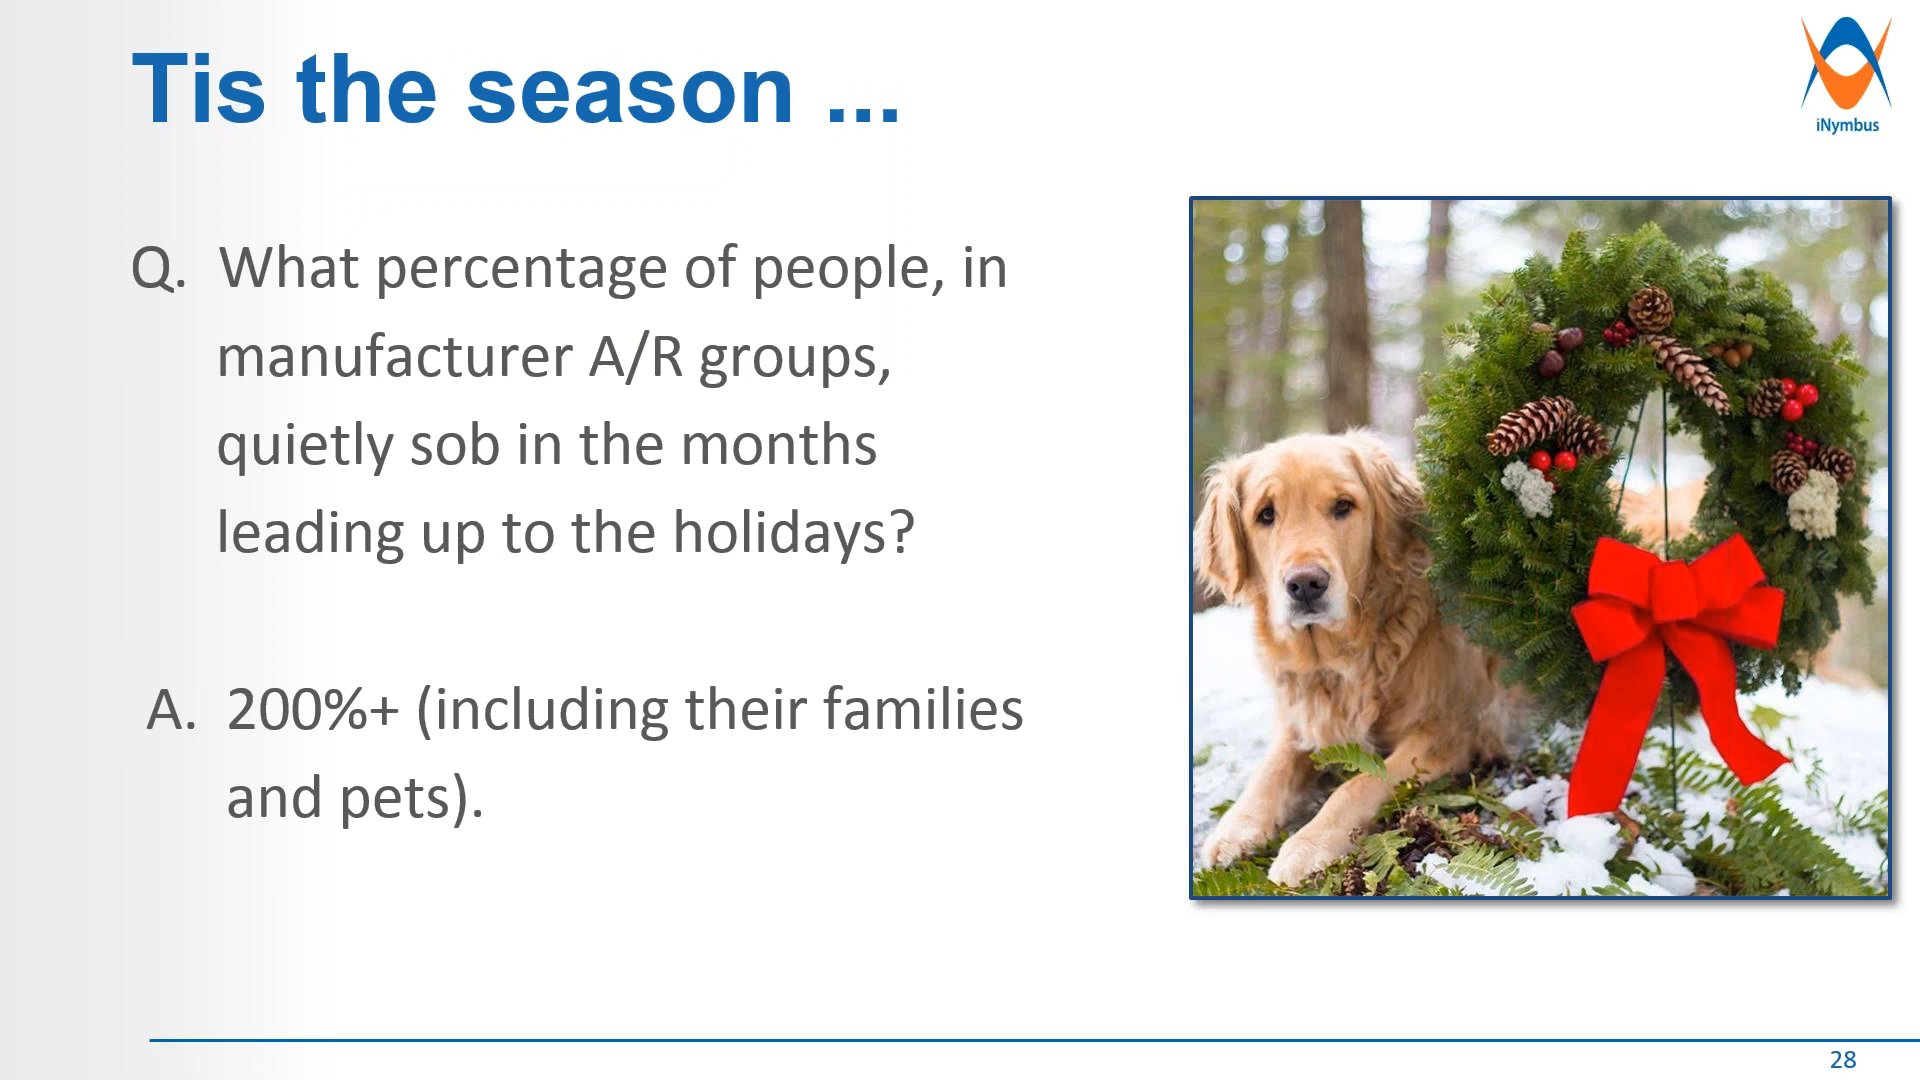 Tis the season ...
iNymbus
Q. What percentage of people, in
manufacturer A/R groups,
quietly sob in the months
leading up to the holidays?
A. 200%+ (including their families
and pets).
28